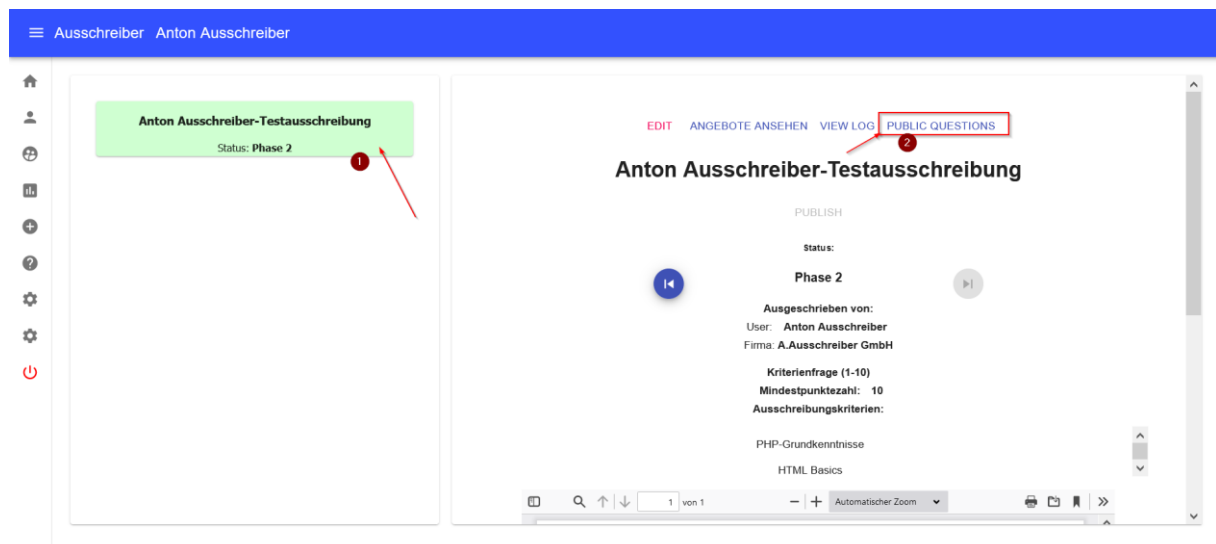 Ausschreiber Anton Ausschreiber
Anton Ausschreiber-Testausschreibung
Status: Phase 2
1
EDIT ANGEBOTE ANSEHEN VIEW LOG PUBLIC QUESTIONS
2
Anton Ausschreiber-Testausschreibung
PUBLISH
Status:
Phase 2
Ausgeschrieben von:
User: Anton Ausschreiber
Firma: A.Ausschreiber GmbH
Kriterienfrage (1-10)
Mindestpunktezahl: 10
Ausschreibungskriterien:
PHP-Grundkenntnisse
HTML Basics
1 von 1 Automatischer Zoom